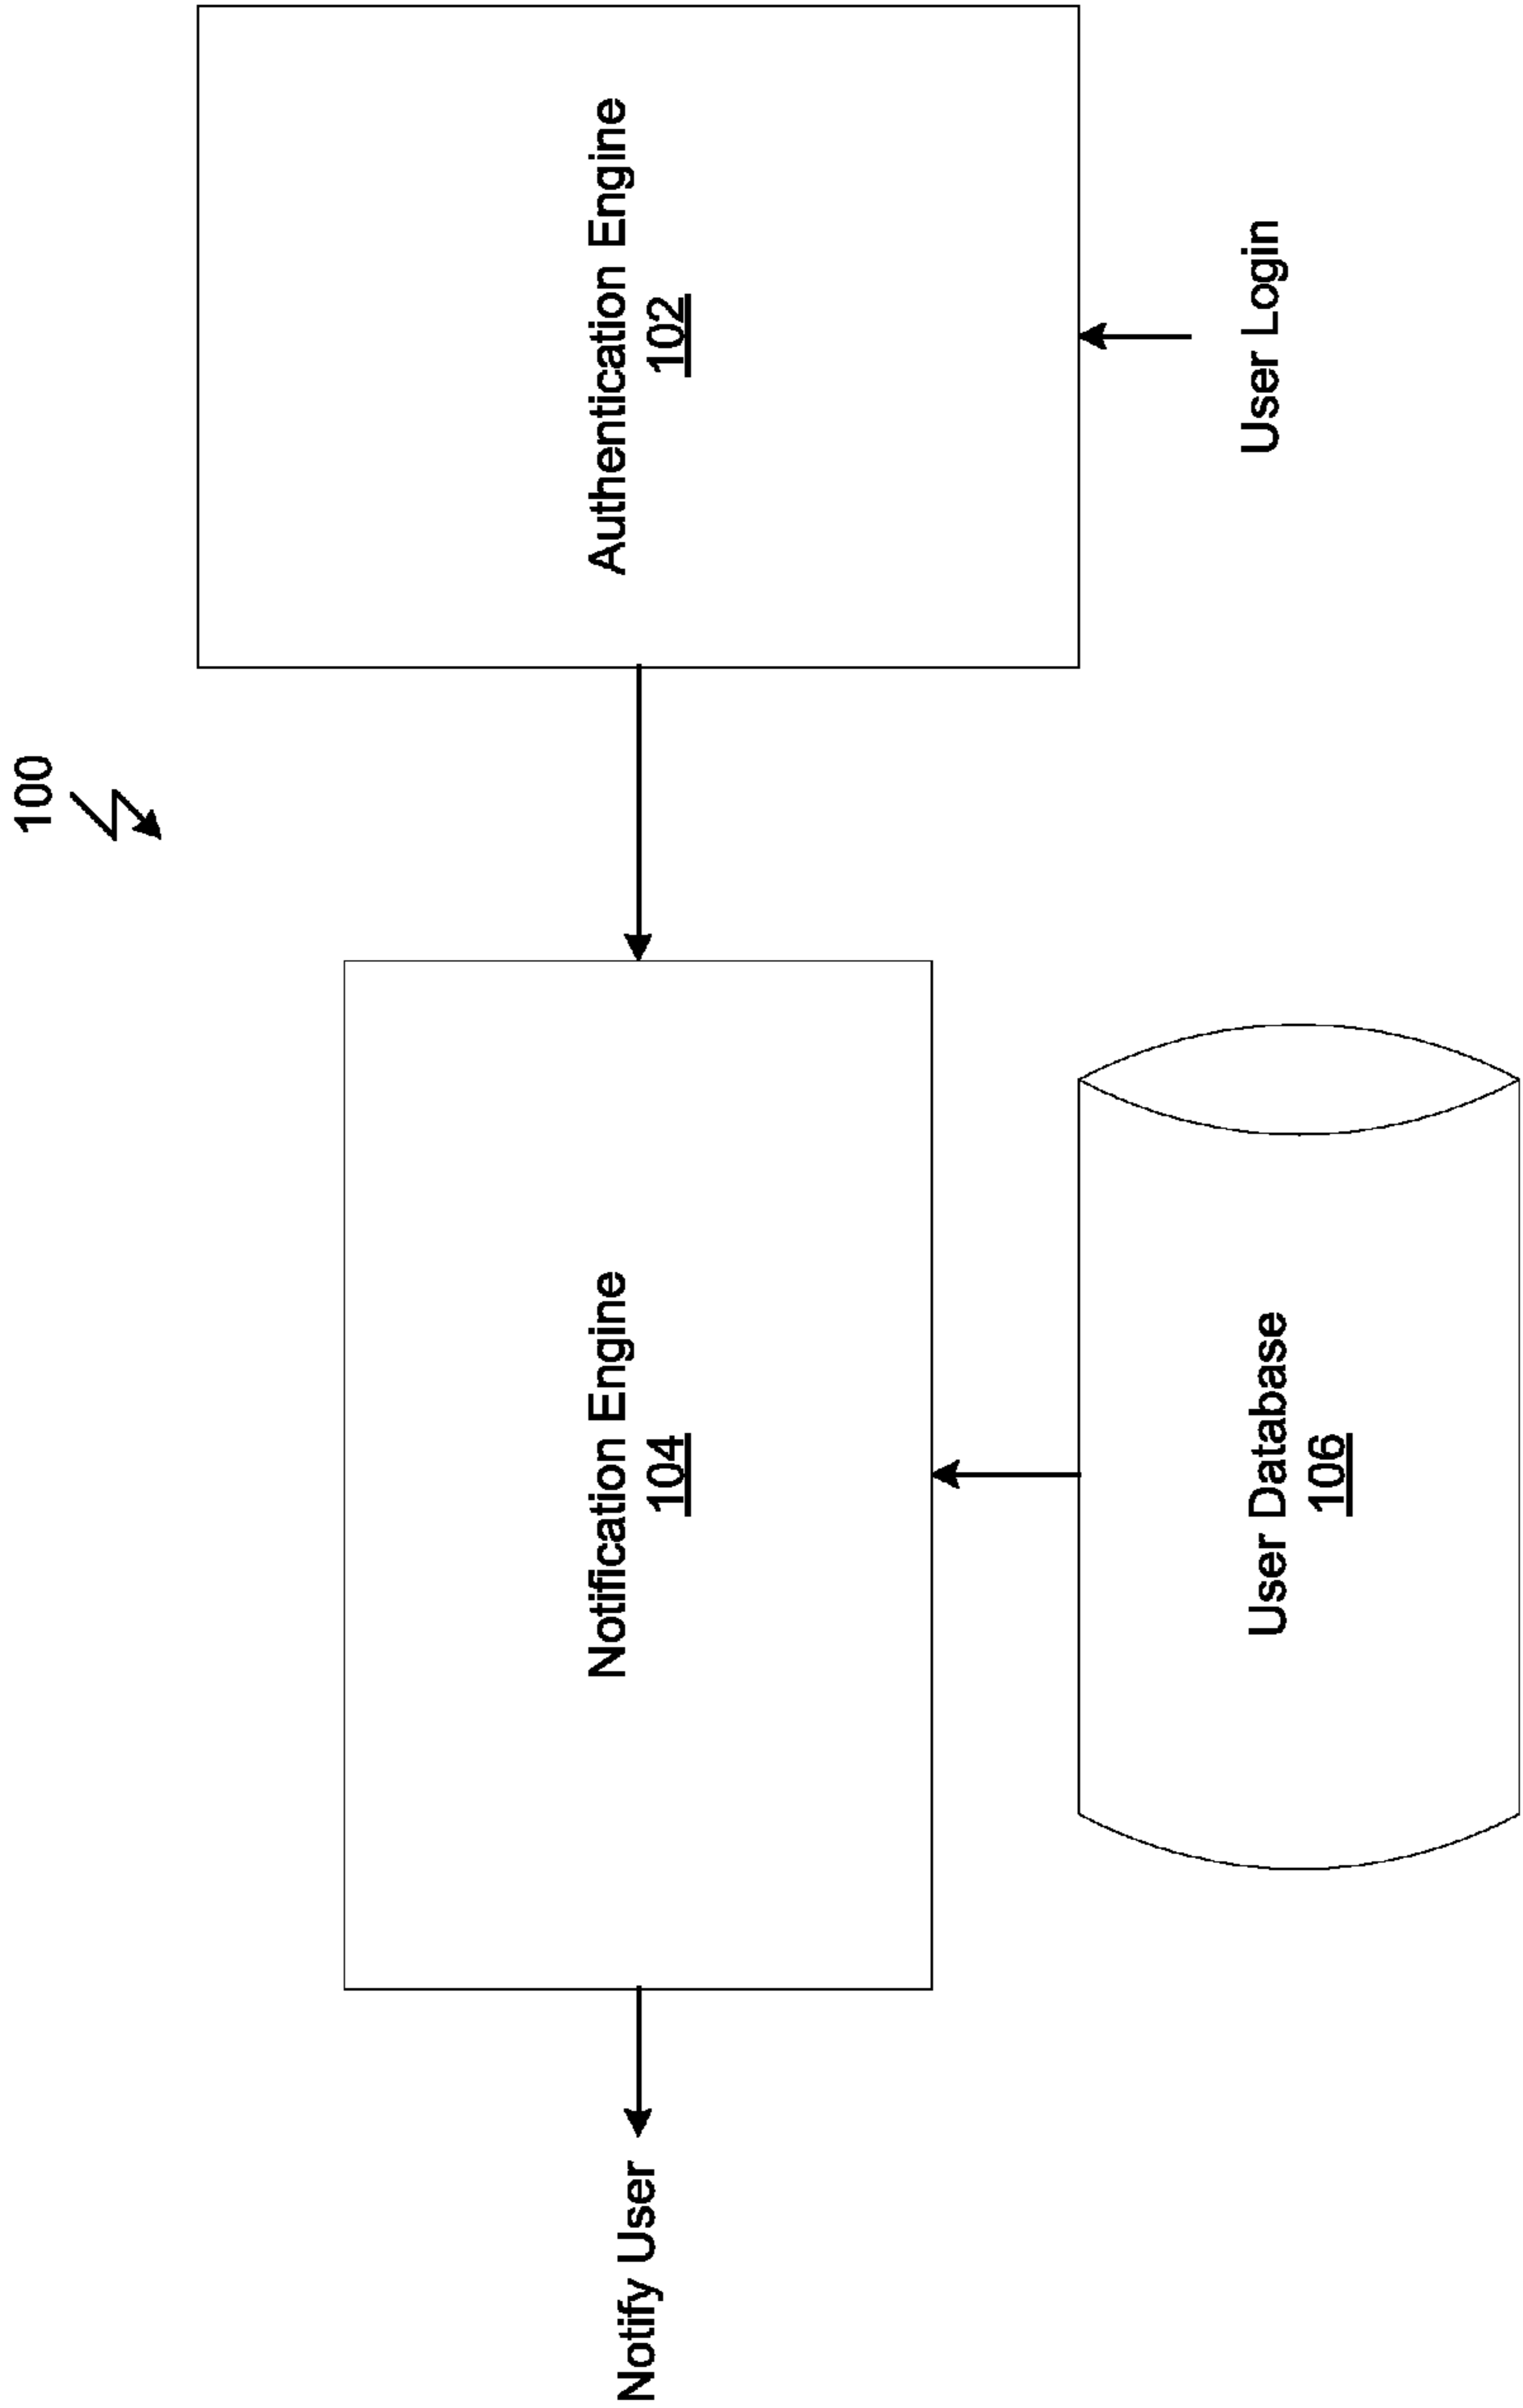 100
Notify User
Notification Engine
104
Authentication Engine
102
User Database
106
User Login